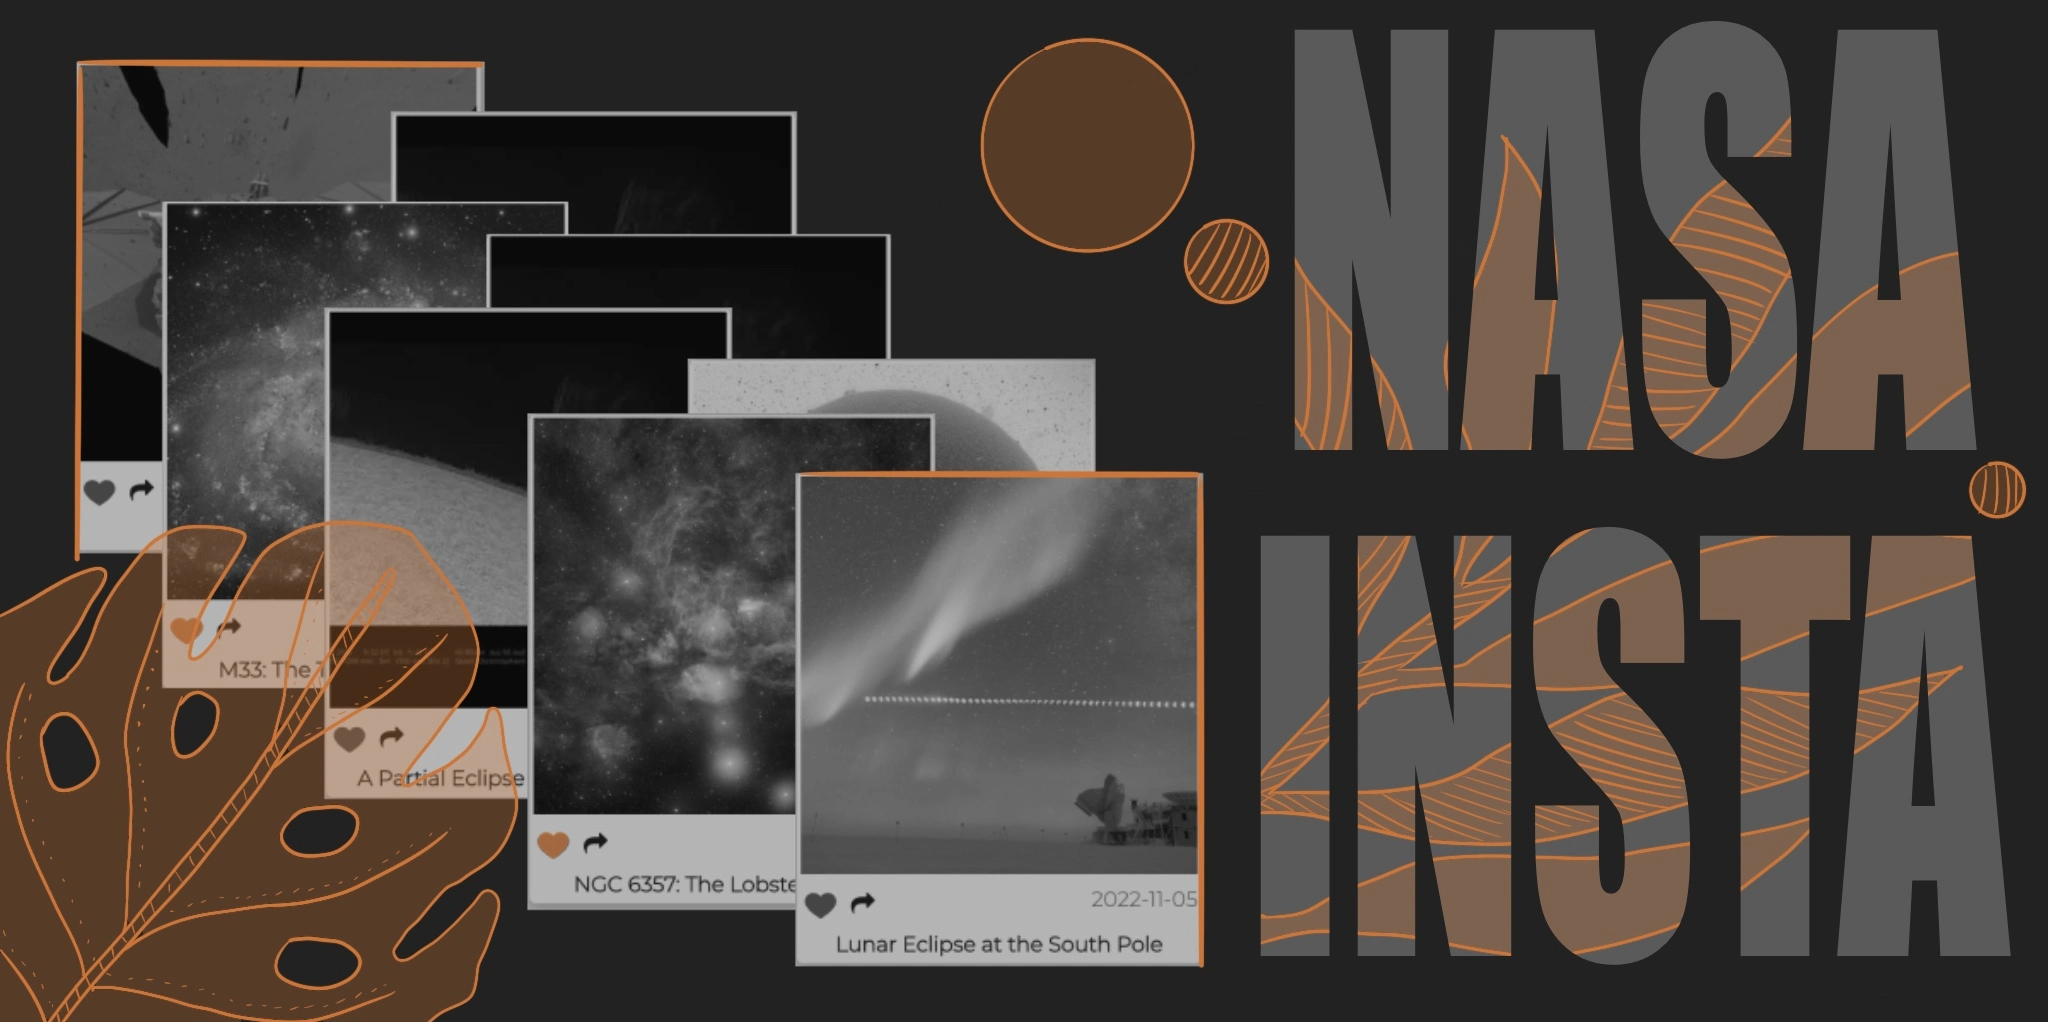 NASA
INSTA
M33: The T
A Partial Eclipse
NGC 6357: The Lobste
2022-11-05
Lunar Eclipse at the South Pole